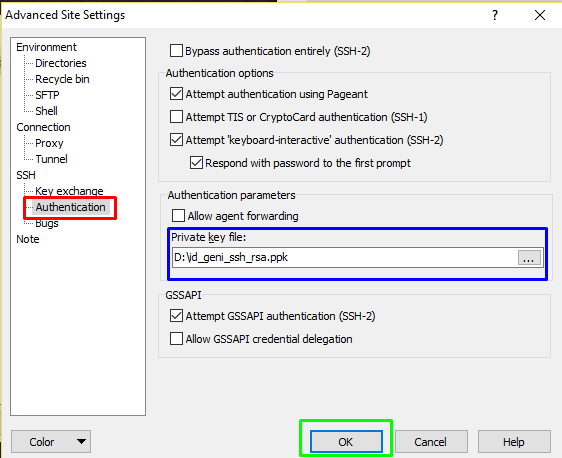 Advanced Site Settings
?
Environment
Directories
Recycle bin
SFTP
Shell
Connection
Proxy
Tunnel
SSH
Key exchange
Authentication
Bugs
Note
Bypass authentication entirely (SSH-2)
Authentication options
Attempt authentication using Pageant
Attempt TIS or CryptoCard authentication (SSH-1)
Attempt 'keyboard-interactive' authentication (SSH-2)
Respond with password to the first prompt
Authentication parameters
Allow agent forwarding
Private key file:
D:\id_geni_ssh_rsa.ppk
...
GSSAPI
Attempt GSSAPI authentication (SSH-2)
Allow GSSAPI credential delegation
Color
OK
Cancel
Help